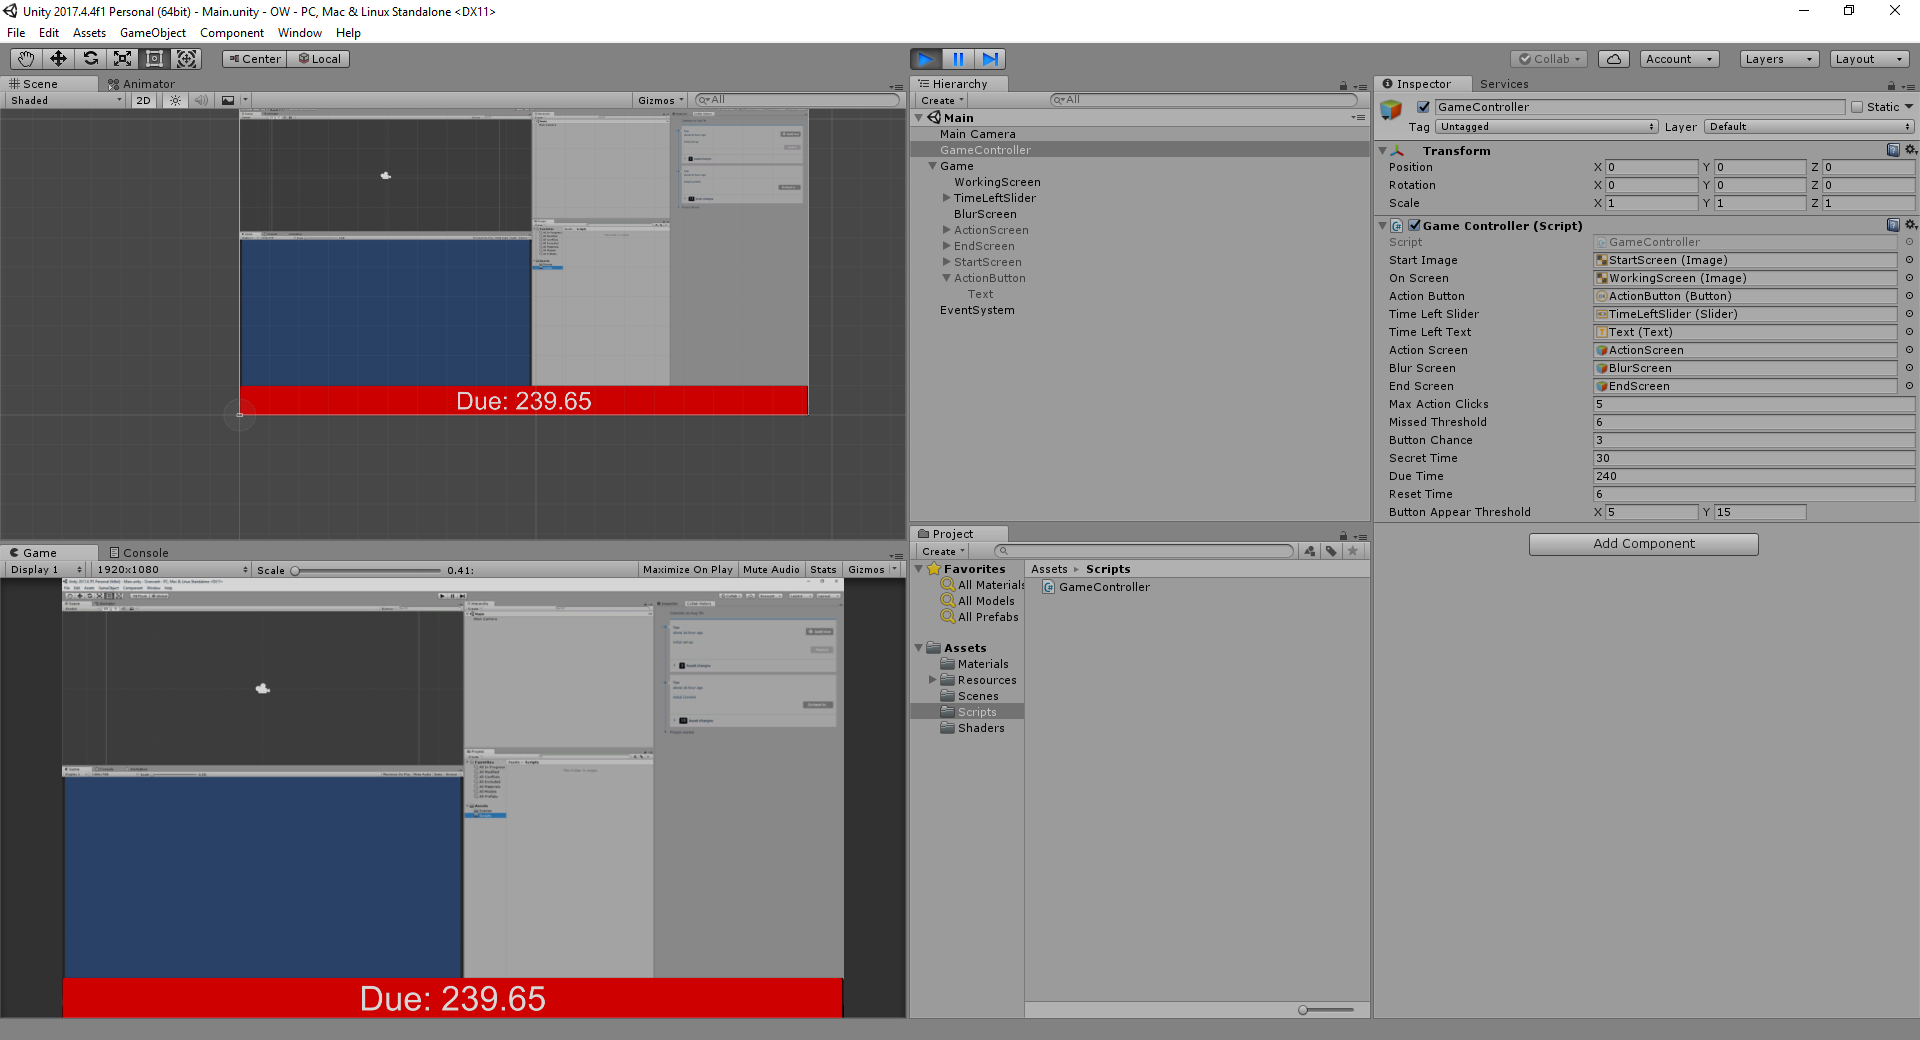 Unity 2017.4.4f1 Personal (64bit) - Main.unity - OW - PC, Mac & Linux Standalone <DX11>
File Edit Assets GameObject Component Window Help
Center Local
Collab Account Layers Layout
Scene Animator
Shaded 2D Gizmos All
Due: 239.65
Game Console
Display 1 1920x1080 Scale 0.41: Maximize On Play Mute Audio Stats Gizmos
Due: 239.65
Hierarchy
Create All
Main
Main Camera
GameController
Game
WorkingScreen
TimeLeftSlider
BlurScreen
ActionScreen
EndScreen
StartScreen
ActionButton
Text
EventSystem
Project
Create
Favorites
All Materials
All Models
All Prefabs
Assets
Materials
Resources
Scenes
Scripts
Shaders
Assets Scripts
GameController
Inspector Services
GameController Static
Tag Untagged Layer Default
Transform
Position X 0 Y 0 Z 0
Rotation X 0 Y 0 Z 0
Scale X 1 Y 1 Z 1
Game Controller (Script)
Script GameController
Start Image StartScreen (Image)
On Screen WorkingScreen (Image)
Action Button ActionButton (Button)
Time Left Slider TimeLeftSlider (Slider)
Time Left Text Text (Text)
Action Screen ActionScreen
Blur Screen BlurScreen
End Screen EndScreen
Max Action Clicks 5
Missed Threshold 6
Button Chance 3
Secret Time 30
Due Time 240
Reset Time 6
Button Appear Threshold X 5 Y 15
Add Component